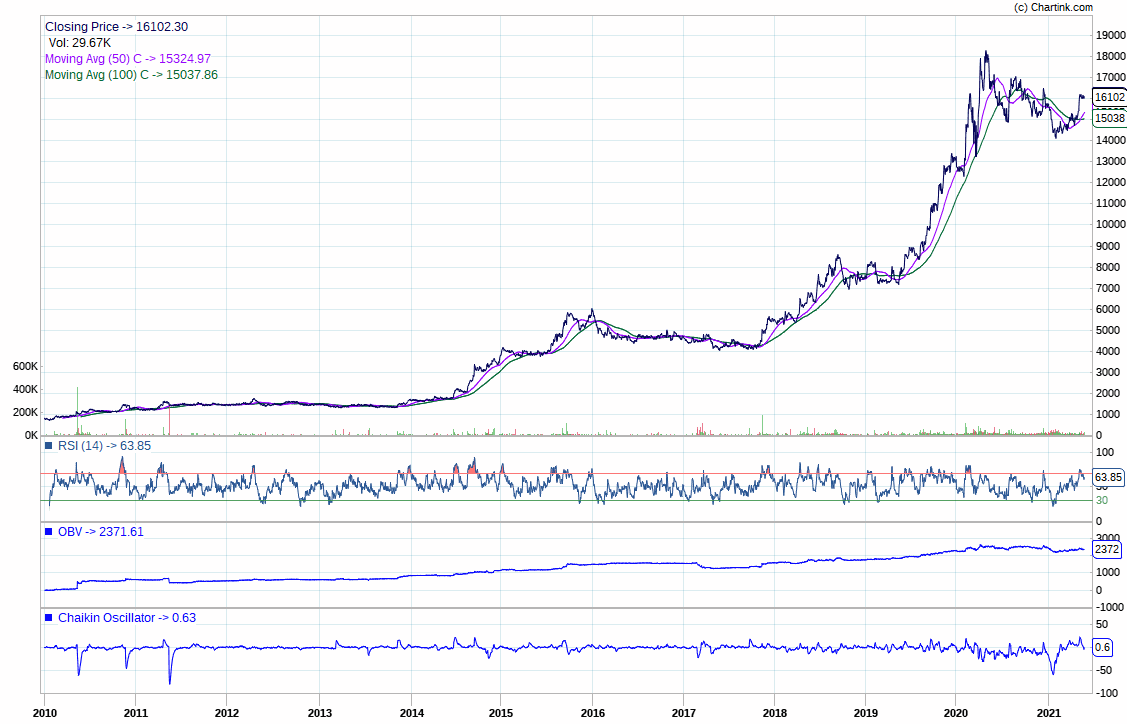 (c) Chartink.com
Closing Price -> 16102.30
Vol: 29.67K
Moving Avg (50) C -> 15324.97
Moving Avg (100) C -> 15037.86
19000
18000
17000
16102
15038
14000
13000
12000
11000
10000
9000
8000
7000
6000
5000
4000
3000
2000
1000
0
600K
400K
200K
0K
RSI (14) -> 63.85
100
63.85
30
0
OBV -> 2371.61
3000
2372
1000
0
-1000
Chaikin Oscillator -> 0.63
50
0.6
-50
-100
2010 2011 2012 2013 2014 2015 2016 2017 2018 2019 2020 2021